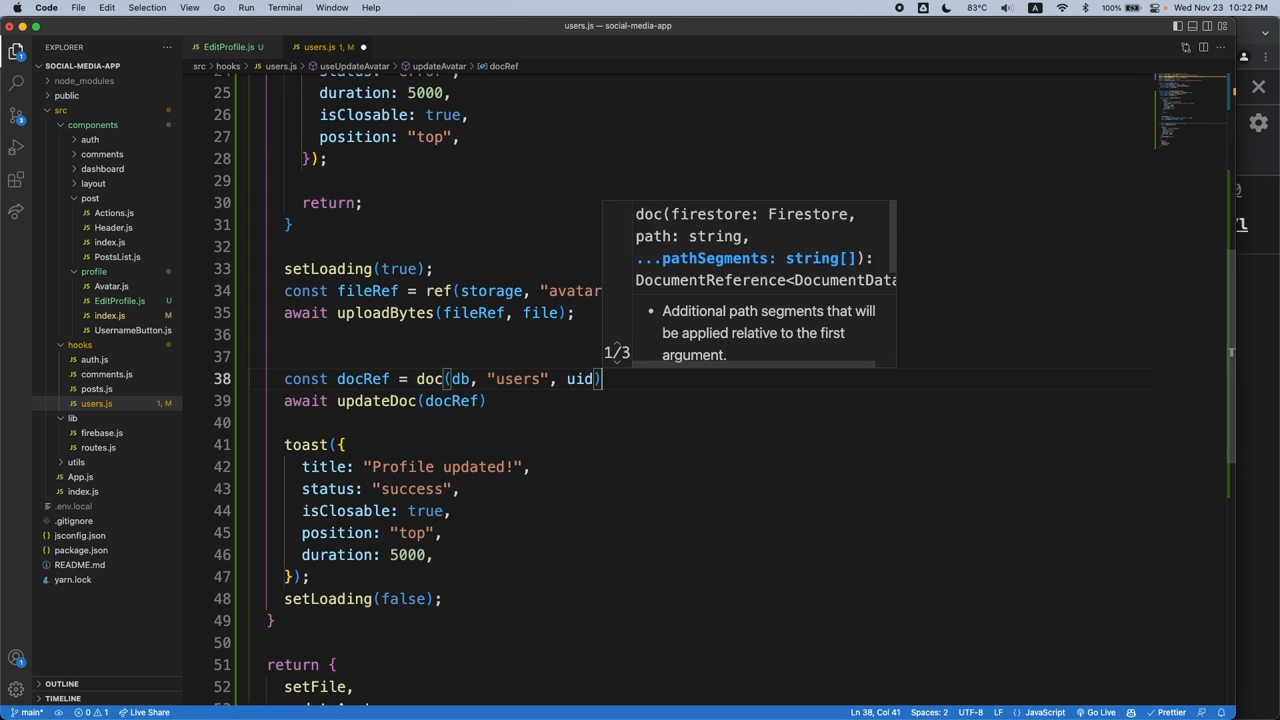 Code File Edit Selection View Go Run Terminal Window Help 83°C A 100% Wed Nov 23 10:22 PM
users.js — social-media-app
EXPLORER ···
EditProfile.js U users.js 1, M
src > hooks > users.js > useUpdateAvatar > updateAvatar > docRef
SOCIAL-MEDIA-APP
node_modules
public
src
components
auth
comments
dashboard
layout
post
Actions.js
Header.js
index.js
PostsList.js
profile
Avatar.js
EditProfile.js U
index.js M
UsernameButton.js
hooks
auth.js
comments.js
posts.js
users.js 1, M
lib
firebase.js
routes.js
utils
App.js
index.js
.env.local
.gitignore
jsconfig.json
package.json
README.md
yarn.lock
OUTLINE
TIMELINE
24 status: "error",
25 duration: 5000,
26 isClosable: true,
27 position: "top",
28 });
29
30 return;
31 }
32
33 setLoading(true);
34 const fileRef = ref(storage, "avatar
35 await uploadBytes(fileRef, file);
36
37
38 const docRef = doc(db, "users", uid)
39 await updateDoc(docRef)
40
41 toast({
42 title: "Profile updated!",
43 status: "success",
44 isClosable: true,
45 position: "top",
46 duration: 5000,
47 });
48 setLoading(false);
49 }
50
51 return {
52 setFile,
doc(firestore: Firestore,
path: string,
...pathSegments: string[]):
DocumentReference<DocumentData
• Additional path segments that will
be applied relative to the first
argument.
1/3
main* 0 1 Live Share Ln 38, Col 41 Spaces: 2 UTF-8 LF {} JavaScript Go Live Prettier